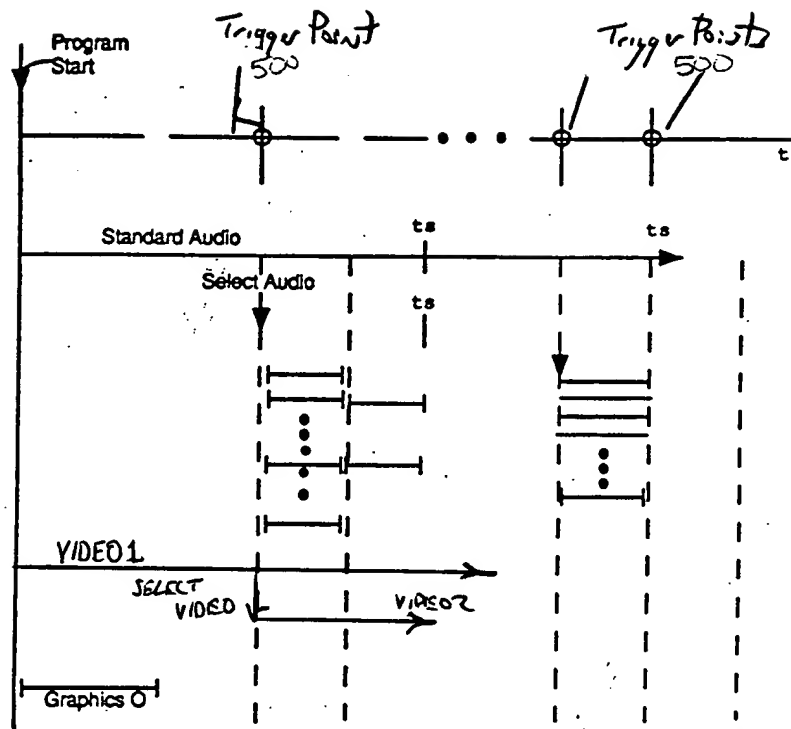 Program
Start
Trigger Point
500
Trigger Points
500
t
Standard Audio
ts
ts
Select Audio
ts
VIDEO1
SELECT
VIDEO
VIDEO2
Graphics O